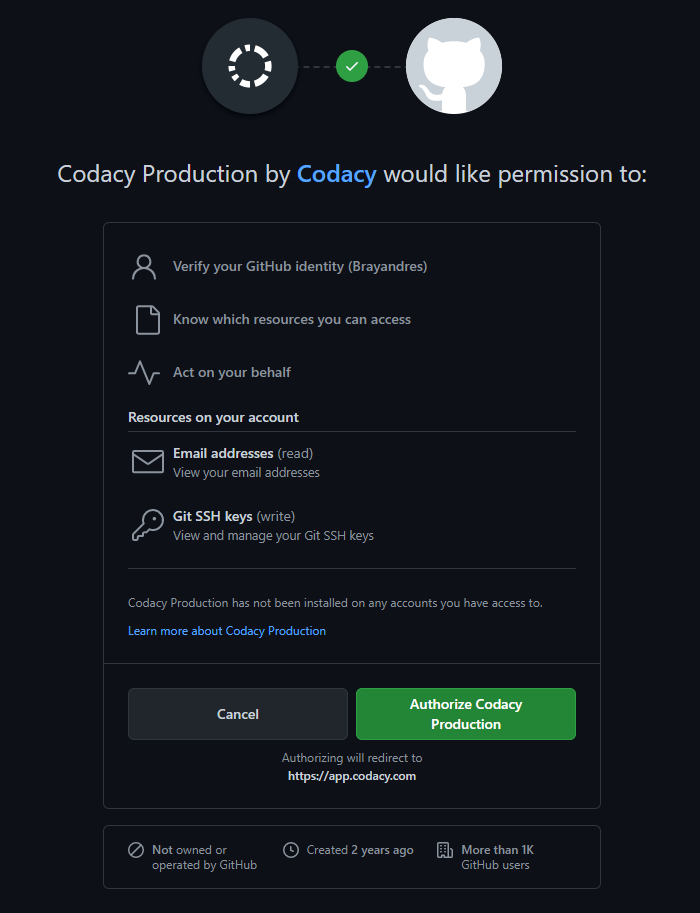 Codacy Production by Codacy would like permission to:
Verify your GitHub identity (Brayandres)
Know which resources you can access
Act on your behalf
Resources on your account
Email addresses (read)
View your email addresses
Git SSH keys (write)
View and manage your Git SSH keys
Codacy Production has not been installed on any accounts you have access to.
Learn more about Codacy Production
Cancel
Authorize Codacy
Production
Authorizing will redirect to
https://app.codacy.com
Not owned or
operated by GitHub
Created 2 years ago
More than 1K
GitHub users